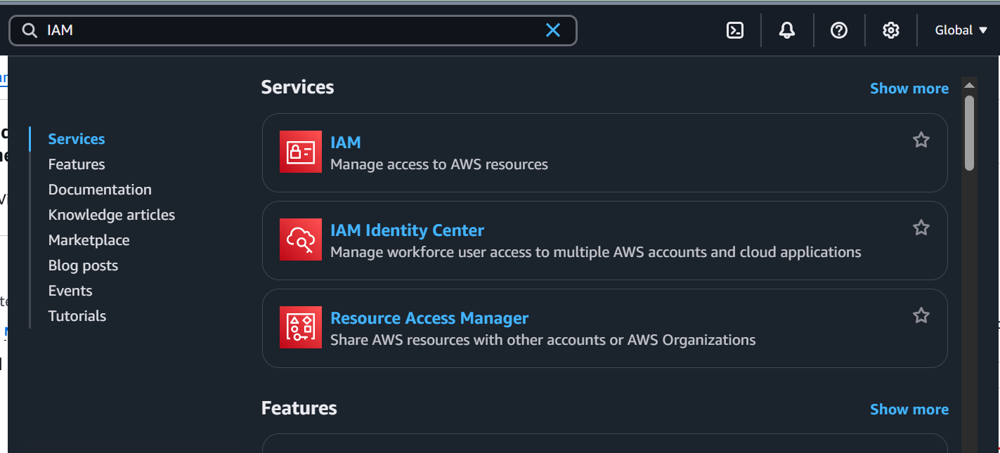 IAM
Global
Services
Show more
Services
Features
Documentation
Knowledge articles
Marketplace
Blog posts
Events
Tutorials
IAM
Manage access to AWS resources
IAM Identity Center
Manage workforce user access to multiple AWS accounts and cloud applications
Resource Access Manager
Share AWS resources with other accounts or AWS Organizations
Features
Show more